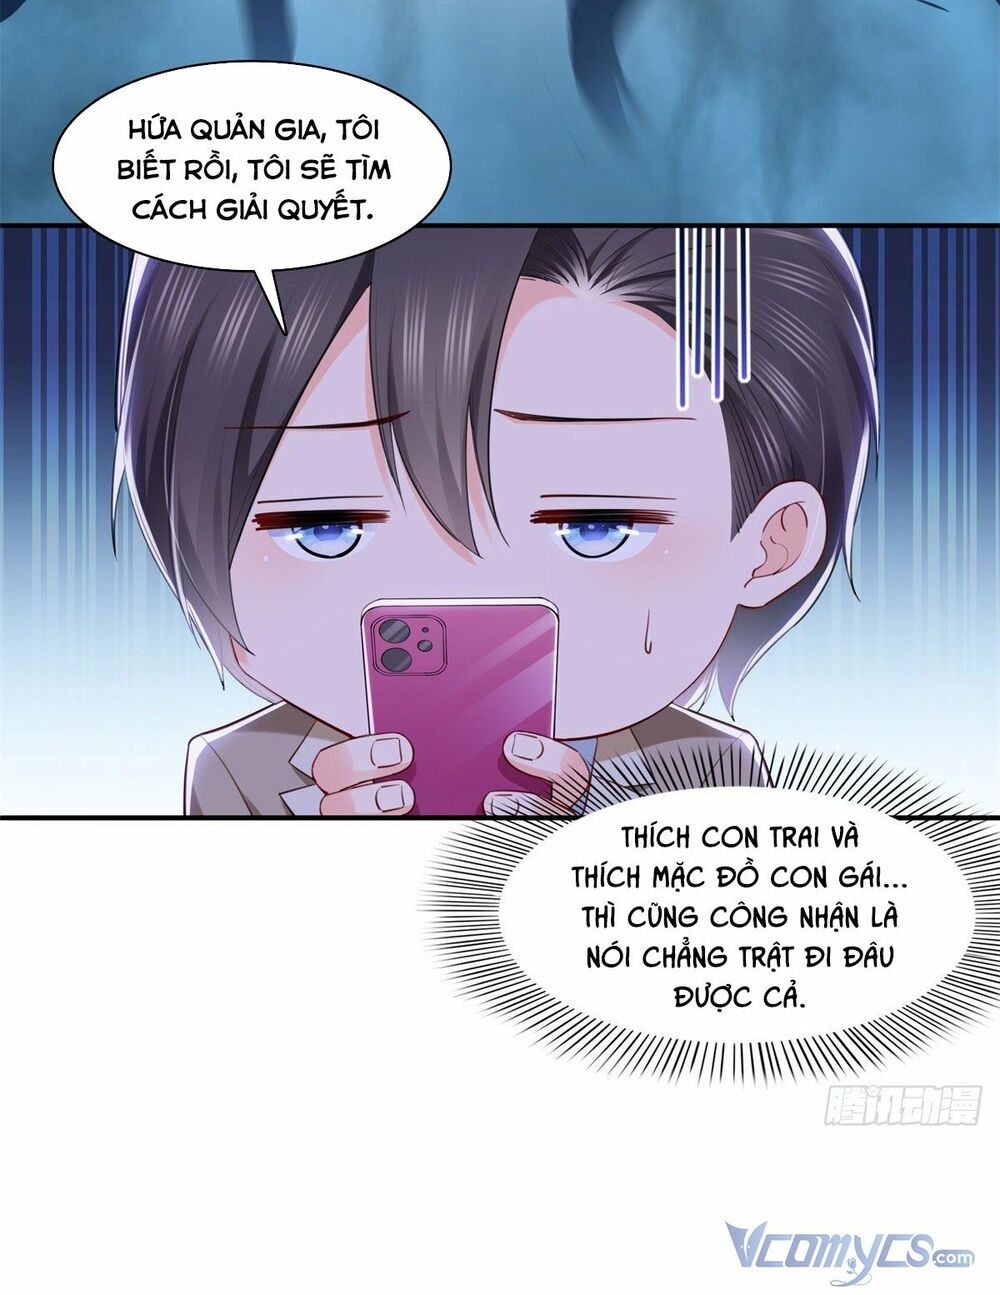 HỨA QUẢN GIA, TÔI
BIẾT RỒI, TÔI SẼ TÌM
CÁCH GIẢI QUYẾT.
THÍCH CON TRAI VÀ
THÍCH MẶC ĐỒ CON GÁI...
THÌ CŨNG CÔNG NHẬN LÀ
NÓI CHẲNG TRẬT ĐI ĐÂU
ĐƯỢC CẢ.
腾讯动漫
VCOMYCS.com